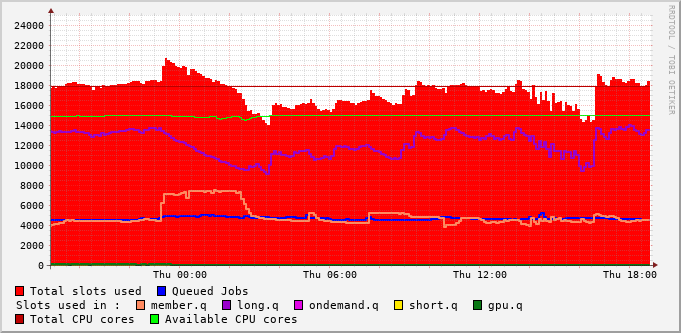 RRDTOOL / TOBI OETIKER
24000
22000
20000
18000
16000
14000
12000
10000
8000
6000
4000
2000
0
Thu 00:00 Thu 06:00 Thu 12:00 Thu 18:00
Total slots used Queued Jobs
Slots used in : member.q long.q ondemand.q short.q gpu.q
Total CPU cores Available CPU cores